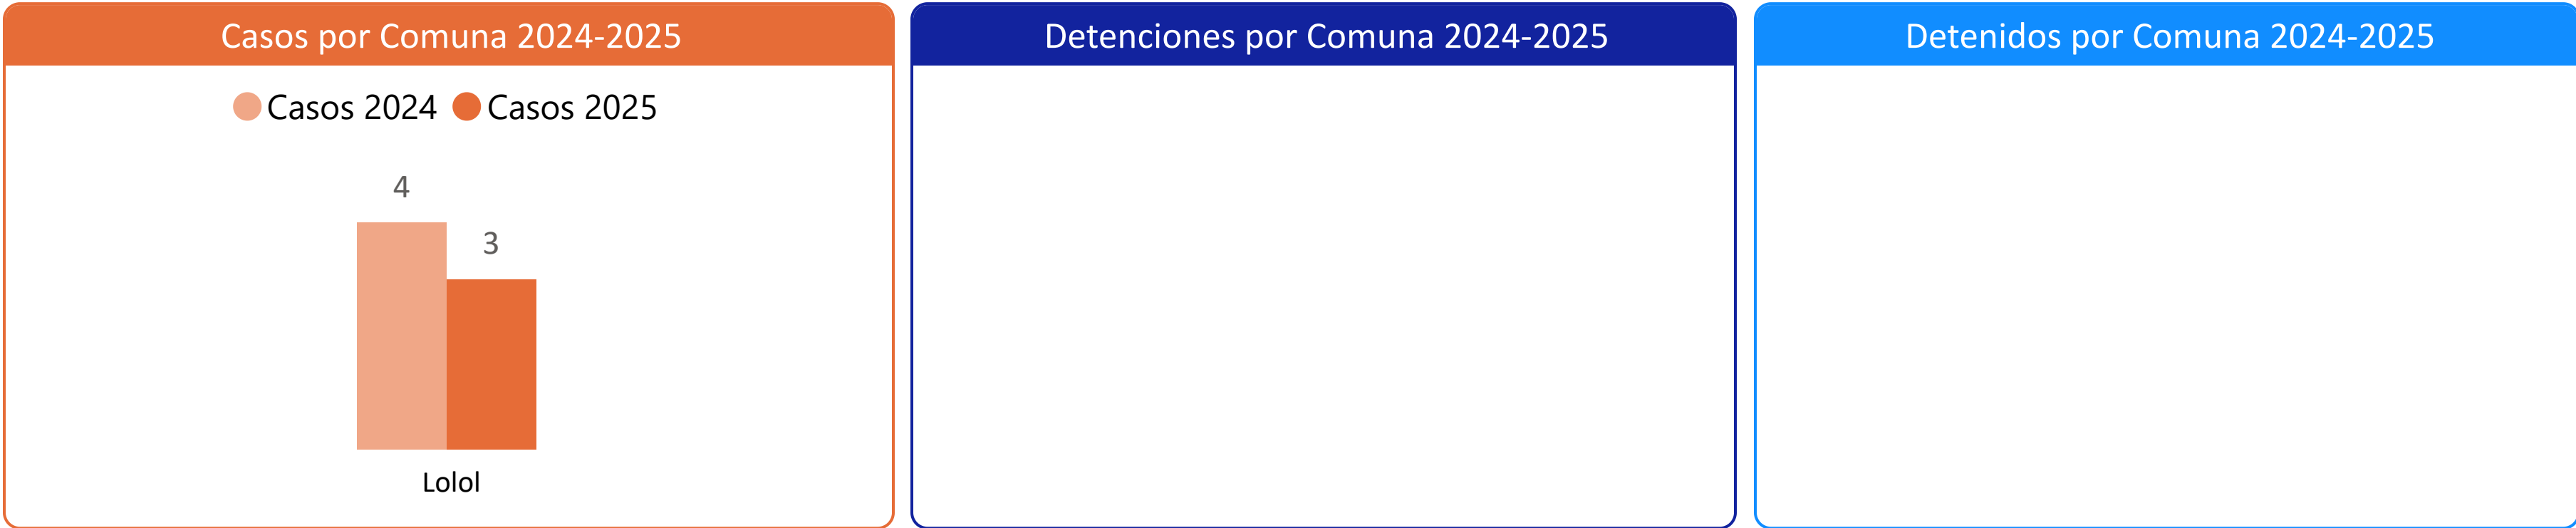 Casos por Comuna 2024-2025
Casos 2024 Casos 2025
4
3
Lolol
Detenciones por Comuna 2024-2025
Detenidos por Comuna 2024-2025